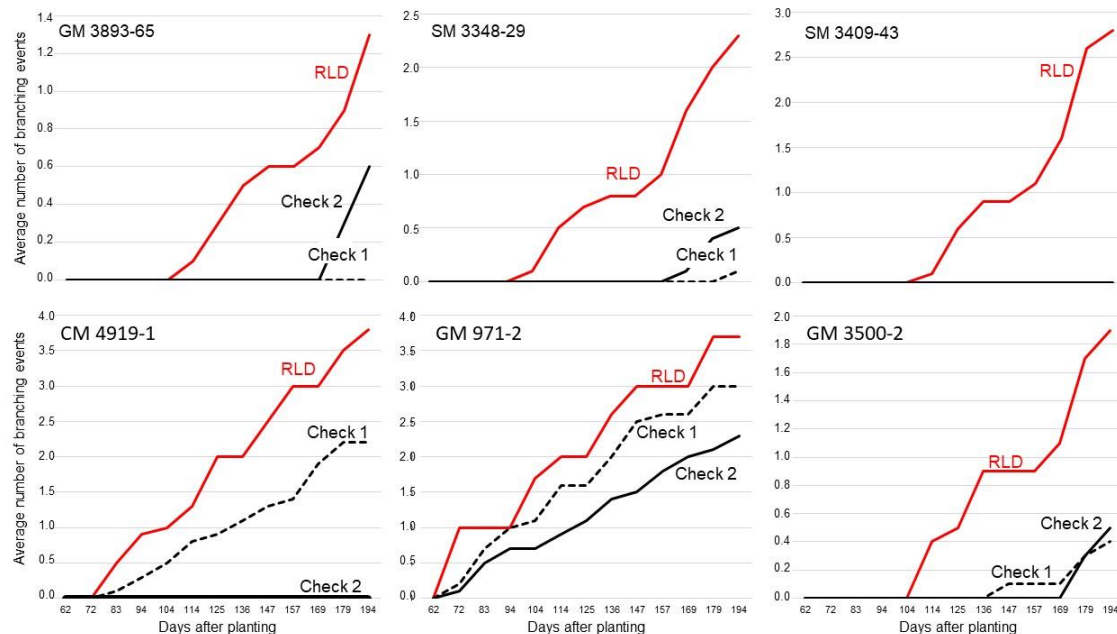 GM 3893-65
Average number of branching events
1.4
1.2
1.0
0.8
0.6
0.4
0.2
0.0
RLD
Check 2
Check 1
SM 3348-29
2.5
2.0
1.5
1.0
0.5
0.0
RLD
Check 2
Check 1
SM 3409-43
3.0
2.5
2.0
1.5
1.0
0.5
0.0
RLD
CM 4919-1
Average number of branching events
4.0
3.5
3.0
2.5
2.0
1.5
1.0
0.5
0.0
RLD
Check 1
Check 2
62 72 83 94 104 114 125 136 147 157 169 179 194
Days after planting
GM 971-2
4.0
3.5
3.0
2.5
2.0
1.5
1.0
0.5
0.0
RLD
Check 1
Check 2
62 72 83 94 104 114 125 136 147 157 169 179 194
Days after planting
GM 3500-2
2.0
1.8
1.6
1.4
1.2
1.0
0.8
0.6
0.4
0.2
0.0
RLD
Check 2
Check 1
62 72 83 94 104 114 125 136 147 157 169 179 194
Days after planting